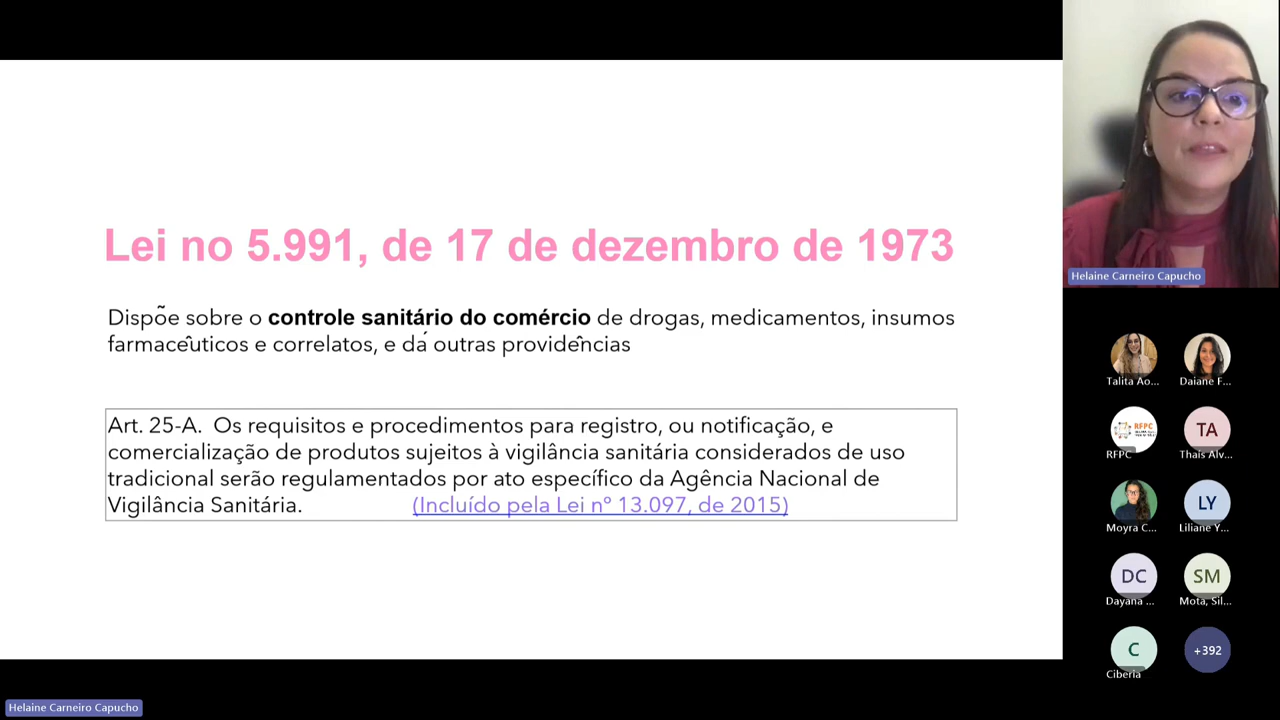 Lei no 5.991, de 17 de dezembro de 1973
Dispõe sobre o controle sanitário do comércio de drogas, medicamentos, insumos
farmacêuticos e correlatos, e dá outras providências
Art. 25-A. Os requisitos e procedimentos para registro, ou notificação, e
comercialização de produtos sujeitos à vigilância sanitária considerados de uso
tradicional serão regulamentados por ato específico da Agência Nacional de
Vigilância Sanitária. (Incluído pela Lei nº 13.097, de 2015)
Helaine Carneiro Capucho
Talita Ao... Daiane F...
RFPC
TA
RFPC Thaís Alv...
LY
Moyra C... Liliane Y...
DC SM
Dayana ... Mota, Sil...
C +392
Ciberia
Helaine Carneiro Capucho